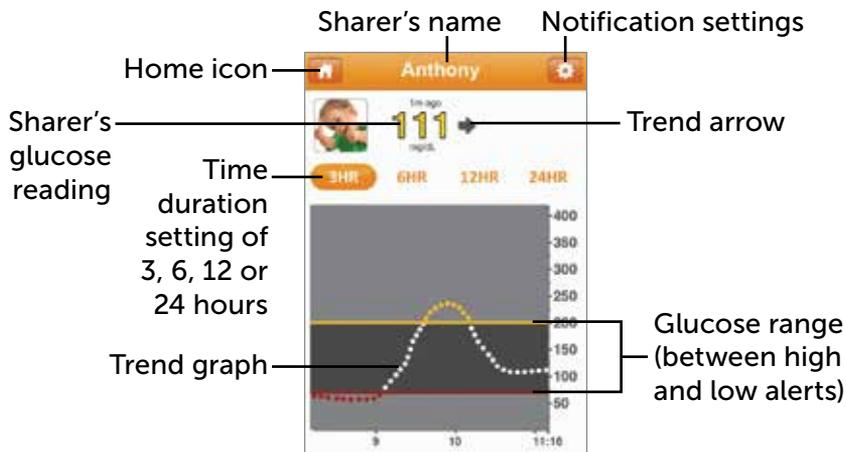 Sharer's name
Notification settings
Home icon
Anthony
1m ago
111
mg/dL
Trend arrow
Sharer's
glucose
reading
Time
duration
setting of
3, 6, 12 or
24 hours
3HR
6HR
12HR
24HR
400
350
300
250
200
150
100
50
Trend graph
Glucose range
(between high
and low alerts)
9
10
11:16